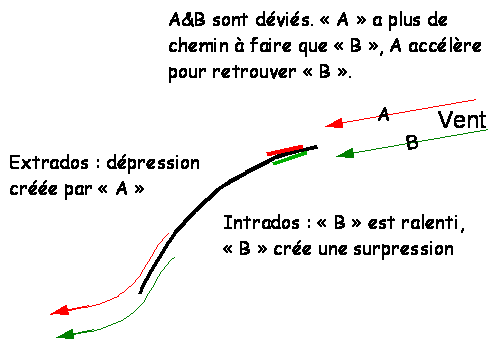 A&B sont déviés. « A » a plus de
chemin à faire que « B », A accélère
pour retrouver « B ».
A
Vent
B
Extrados : dépression
créée par « A »
Intrados : « B » est ralenti,
« B » crée une surpression